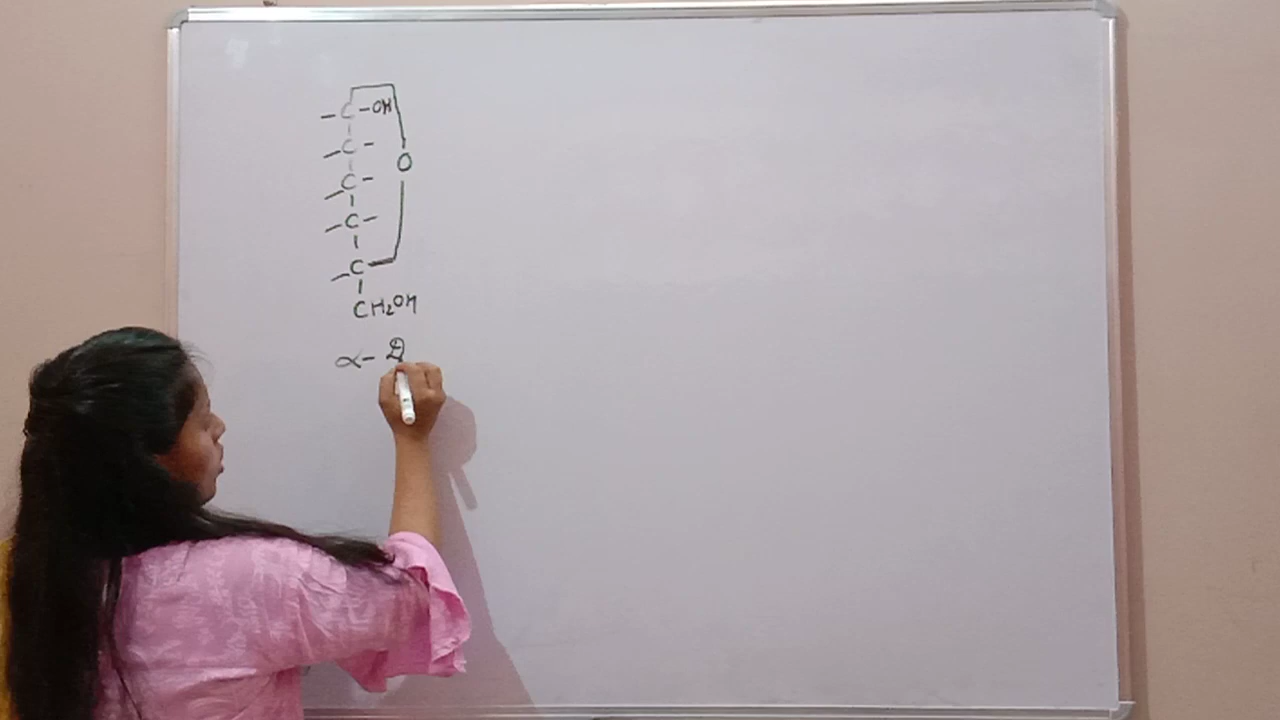 -C-OH
-C-
-C- O
-C-
-C-
CH₂OH
α- D